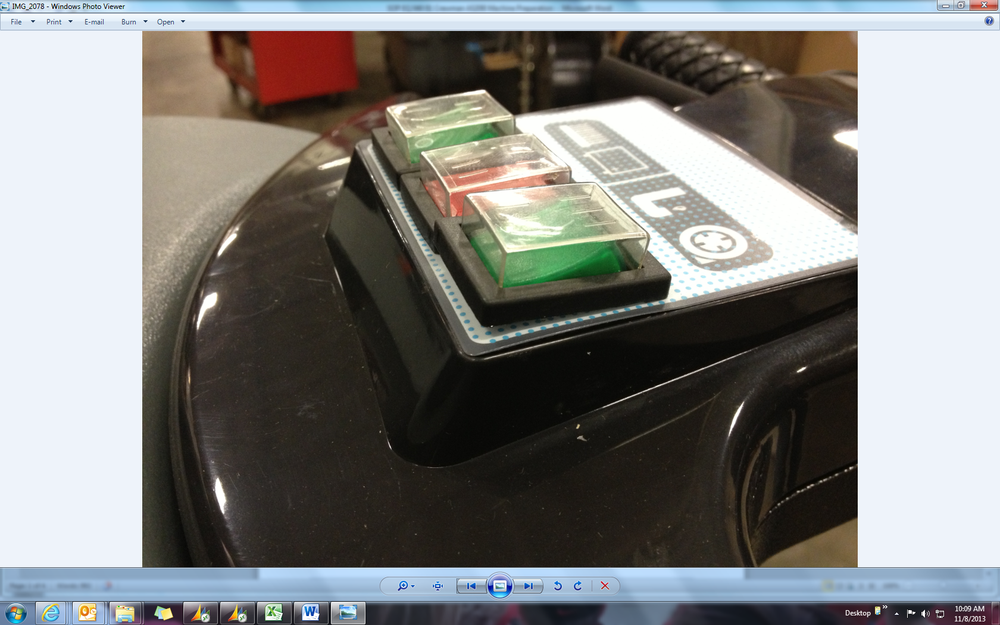 IMG_2078 - Windows Photo Viewer
File
Print
E-mail
Burn
Open
Desktop
10:09 AM
11/8/2013